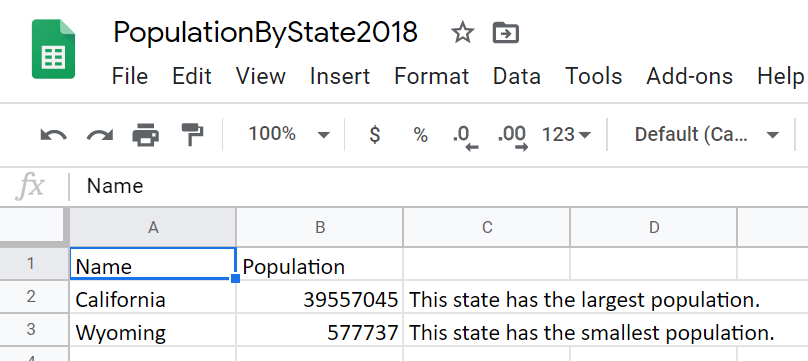 PopulationByState2018
File Edit View Insert Format Data Tools Add-ons Help
100% $ % .0 .00 123 Default (Ca...
fx Name
A B C D
1 Name Population
2 California 39557045 This state has the largest population.
3 Wyoming 577737 This state has the smallest population.